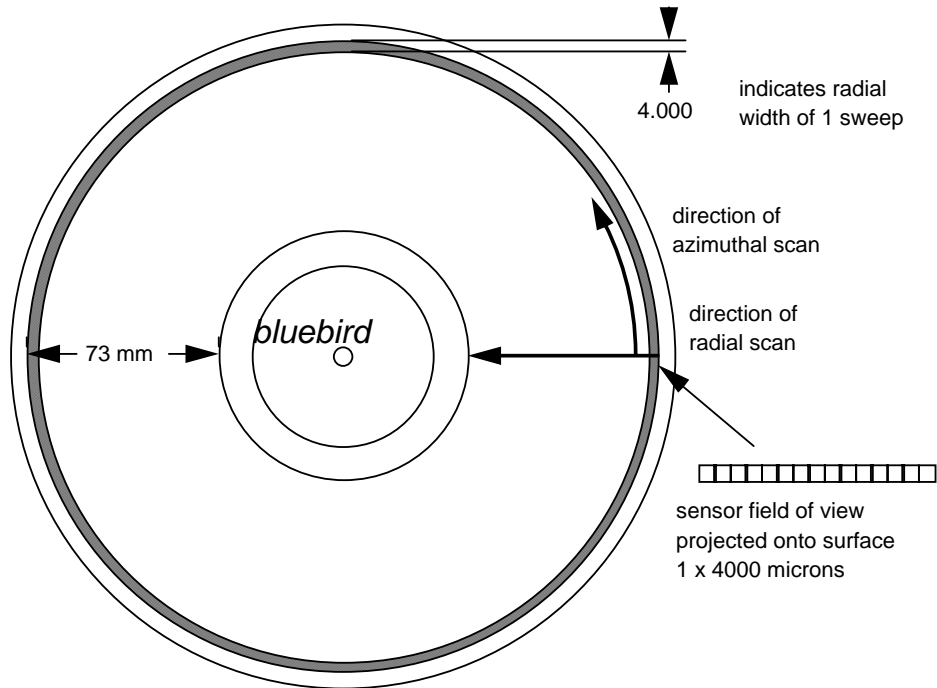 4.000
indicates radial
width of 1 sweep
direction of
azimuthal scan
direction of
radial scan
bluebird
73 mm
sensor field of view
projected onto surface
1 x 4000 microns